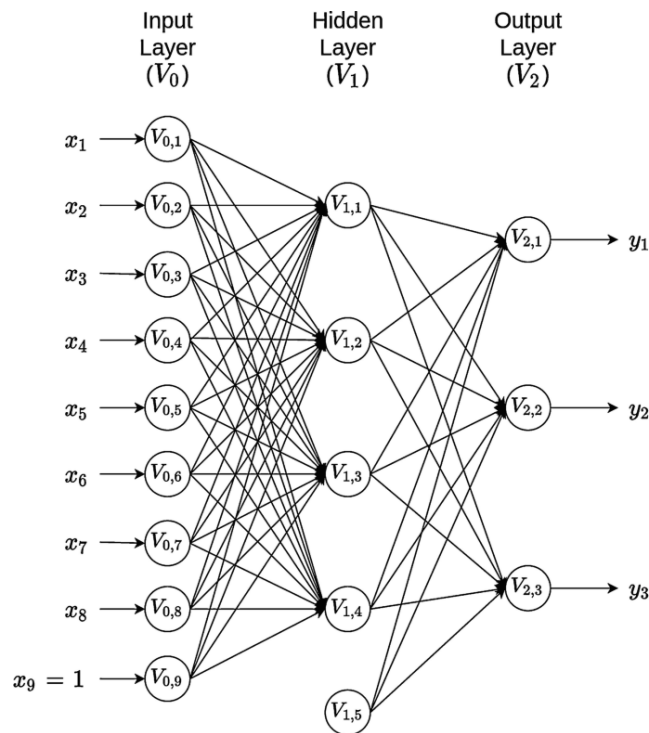 Input
Layer
(V₀)
Hidden
Layer
(V₁)
Output
Layer
(V₂)
x₁
V₀,₁
x₂
V₀,₂
x₃
V₀,₃
x₄
V₀,₄
x₅
V₀,₅
x₆
V₀,₆
x₇
V₀,₇
x₈
V₀,₈
x₉ = 1
V₀,₉
V₁,₁
V₁,₂
V₁,₃
V₁,₄
V₁,₅
V₂,₁
y₁
V₂,₂
y₂
V₂,₃
y₃